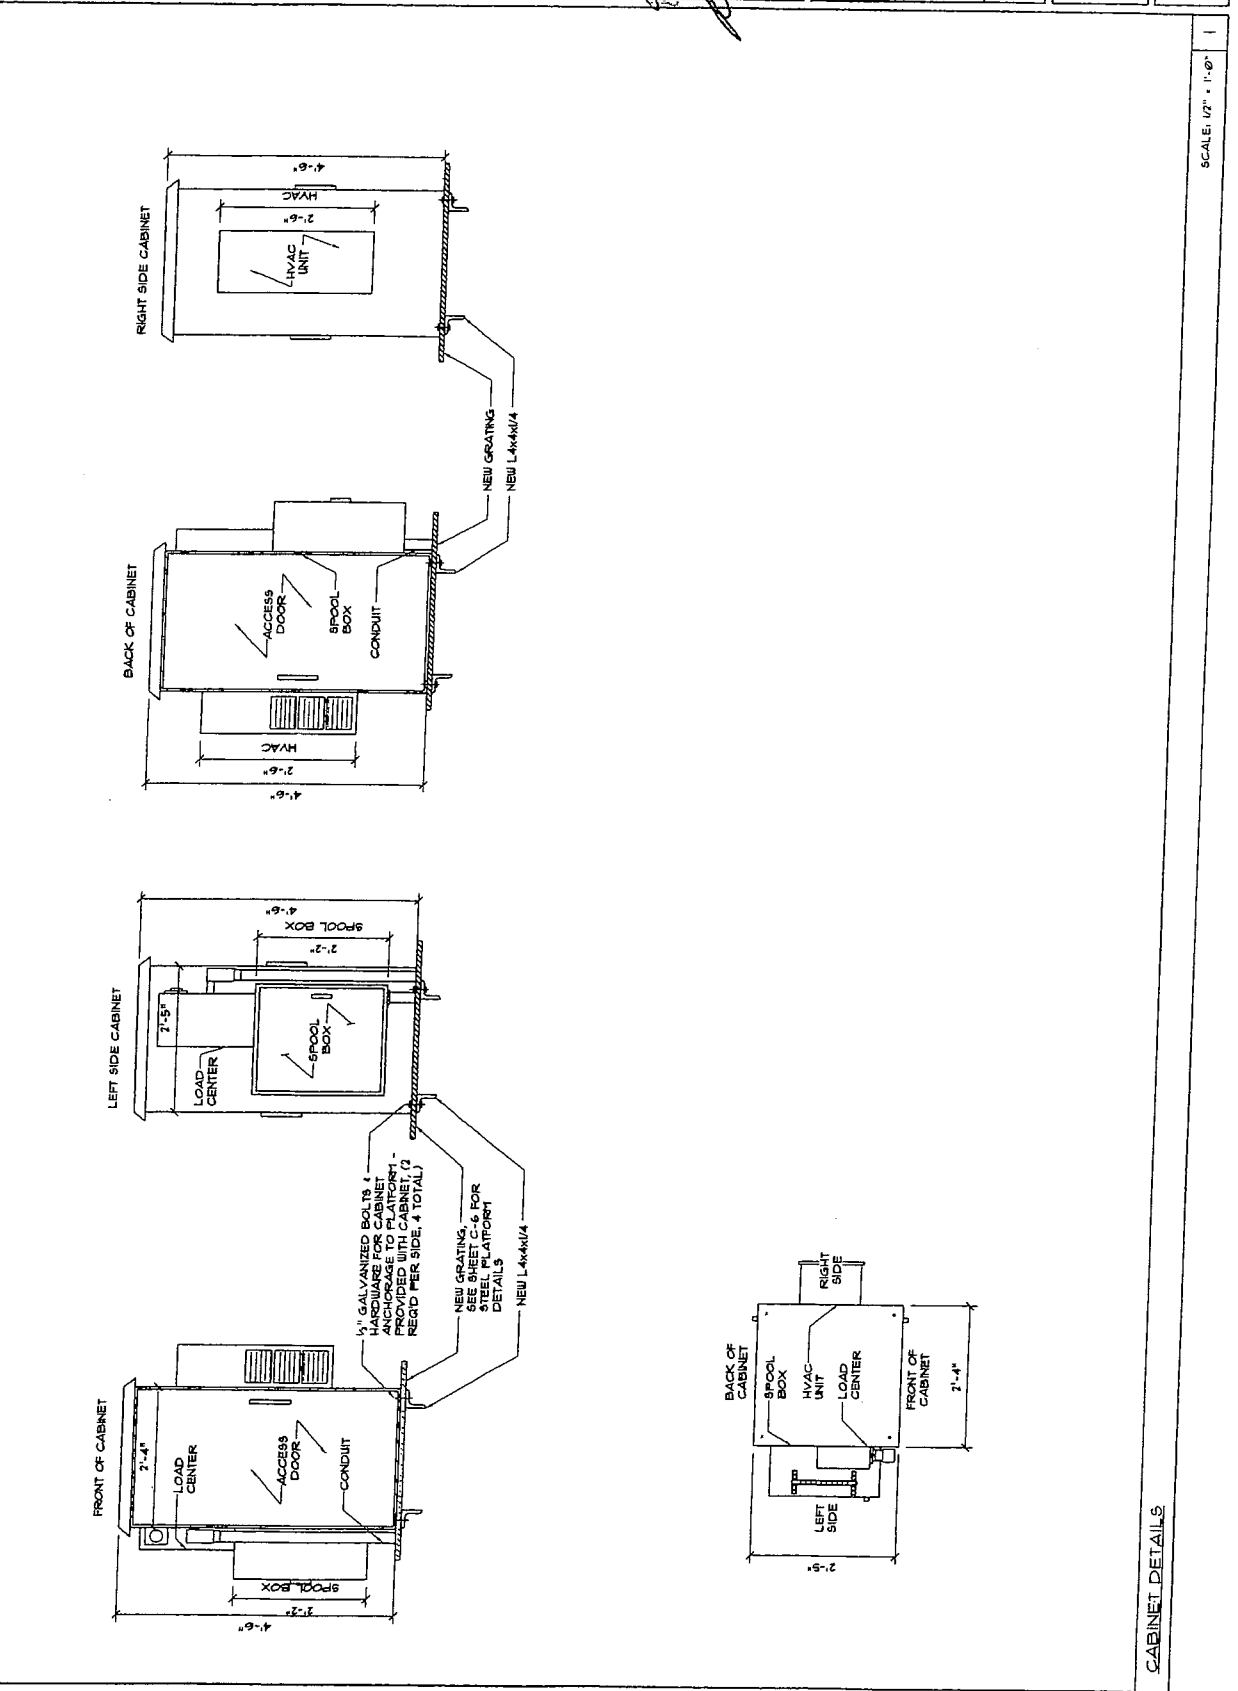 FRONT OF CABINET
2'-4"
LOAD
CENTER
ACCESS
DOOR
CONDUIT
SPOOL BOX
2'-2"
4'-6"
½" GALVANIZED BOLTS &
HARDWARE FOR CABINET
ANCHORAGE TO PLATFORM -
PROVIDED WITH CABINET, (2
REQ'D PER SIDE, 4 TOTAL)
NEW GRATING,
SEE SHEET C-6 FOR
STEEL PLATFORM
DETAILS
NEW L4x4x1/4
LEFT SIDE CABINET
2'-5"
LOAD
CENTER
SPOOL
BOX
SPOOL BOX
2'-2"
4'-6"
BACK OF CABINET
ACCESS
DOOR
SPOOL
BOX
CONDUIT
HVAC
2'-6"
4'-6"
NEW GRATING
NEW L4x4x1/4
RIGHT SIDE CABINET
HVAC
UNIT
HVAC
2'-6"
4'-6"
BACK OF
CABINET
SPOOL
BOX
HVAC
UNIT
LOAD
CENTER
FRONT OF
CABINET
2'-4"
LEFT
SIDE
RIGHT
SIDE
2'-5"
CABINET DETAILS
SCALE: 1/2" = 1'-0"
1